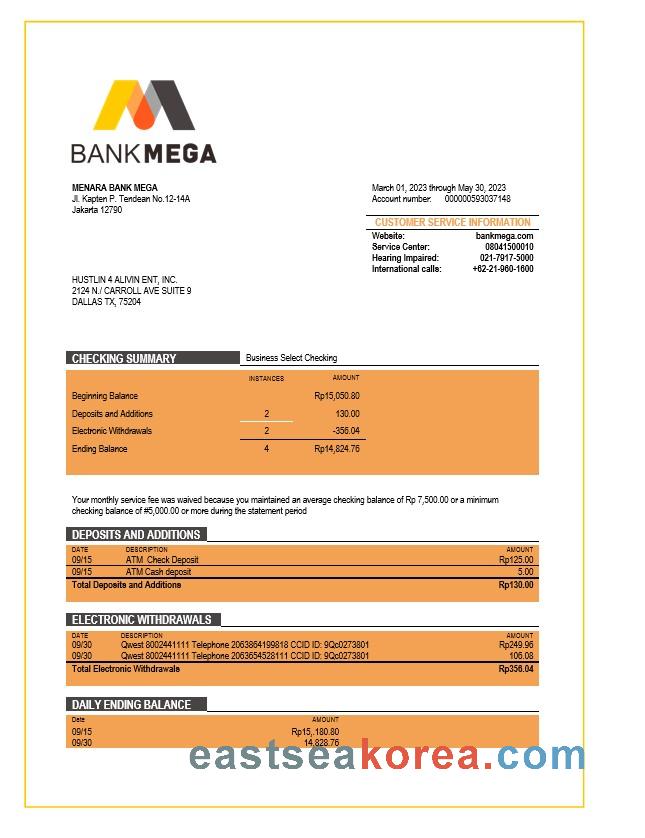 BANKMEGA
MENARA BANK MEGA
Jl. Kapten P. Tendean No.12-14A
Jakarta 12790
March 01, 2023 through May 30, 2023
Account number: 000000593037148
CUSTOMER SERVICE INFORMATION
Website: bankmega.com
Service Center: 08041500010
Hearing Impaired: 021-7917-5000
International calls: +62-21-960-1600
HUSTLIN 4 ALIVIN ENT, INC.
2124 N./ CARROLL AVE SUITE 9
DALLAS TX, 75204
CHECKING SUMMARY Business Select Checking
INSTANCES AMOUNT
Beginning Balance Rp15,050.80
Deposits and Additions 2 130.00
Electronic Withdrawals 2 -356.04
Ending Balance 4 Rp14,824.76
Your monthly service fee was waived because you maintained an average checking balance of Rp 7,500.00 or a minimum
checking balance of #5,000.00 or more during the statement period
DEPOSITS AND ADDITIONS
DATE DESCRIPTION AMOUNT
09/15 ATM Check Deposit Rp125.00
09/15 ATM Cash deposit 5.00
Total Deposits and Additions Rp130.00
ELECTRONIC WITHDRAWALS
DATE DESCRIPTION AMOUNT
09/30 Qwest 8002441111 Telephone 2063864199818 CCID ID: 9Qc0273801 Rp249.96
09/30 Qwest 8002441111 Telephone 2063654528111 CCID ID: 9Qc0273801 106.08
Total Electronic Withdrawals Rp356.04
DAILY ENDING BALANCE
Date AMOUNT
09/15 Rp15,.180.80
09/30 14,828.76
eastseakorea.com